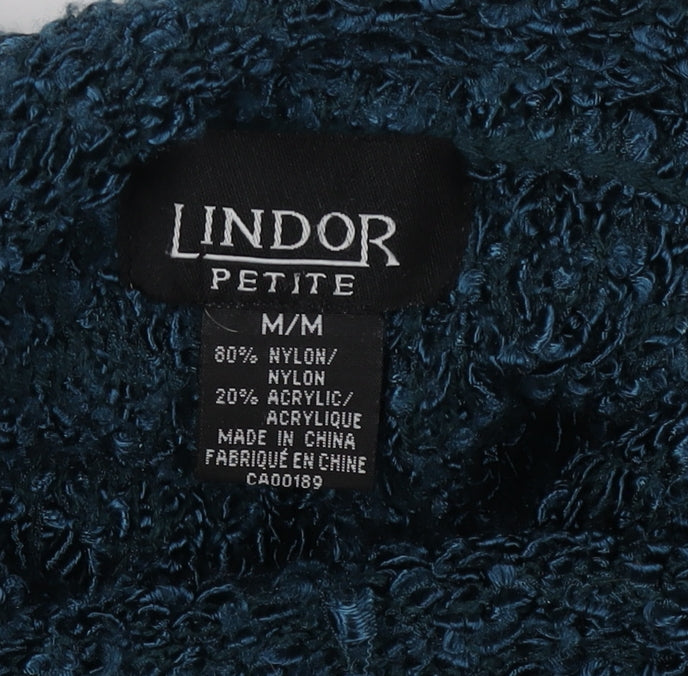 LINDOR
PETITE
M/M
80% NYLON/
NYLON
20% ACRYLIC/
ACRYLIQUE
MADE IN CHINA
FABRIQUÉ EN CHINE
CA00189